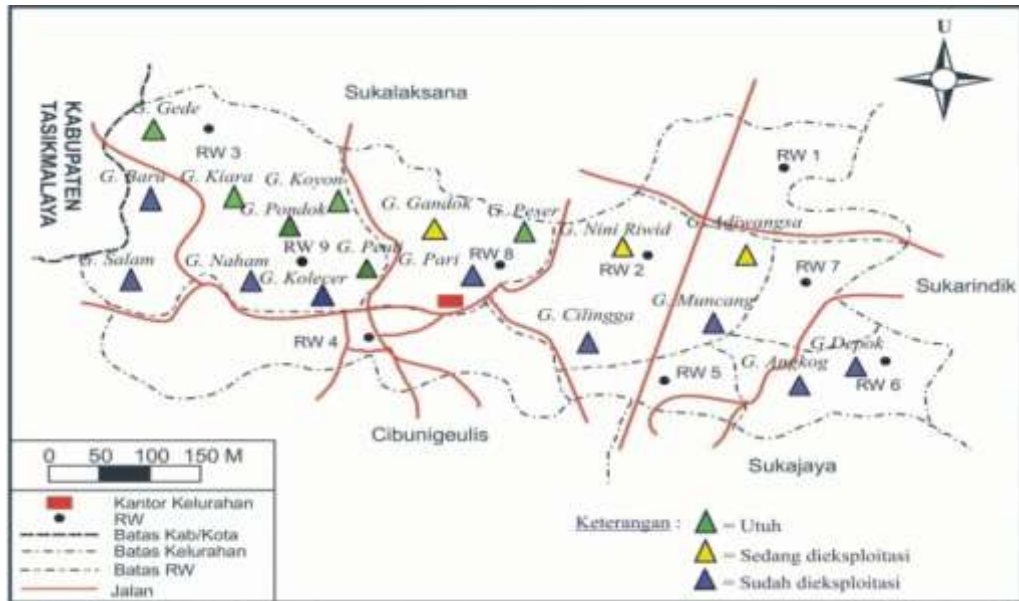 U
Sukalaksana
KABUPATEN
TASIKMALAYA
G. Gede
RW 3
RW 1
G. Baru
G. Kiara
G. Koyon
G. Pondok
G. Gandok
G. Peser
G. Nini Riwid
G. Adiwangsa
RW 9
RW 8
RW 2
RW 7
G. Salam
G. Naham
G. Kolecer
G. Pari
Sukarindik
G. Muncang
G. Cilingga
RW 4
G. Depok
G. Angkog
RW 5
RW 6
Cibunigeulis
Sukajaya
0 50 100 150 M
Kantor Kelurahan
RW
Batas Kab/Kota
Batas Kelurahan
Batas RW
Jalan
Keterangan :
= Utuh
= Sedang dieksploitasi
= Sudah dieksploitasi